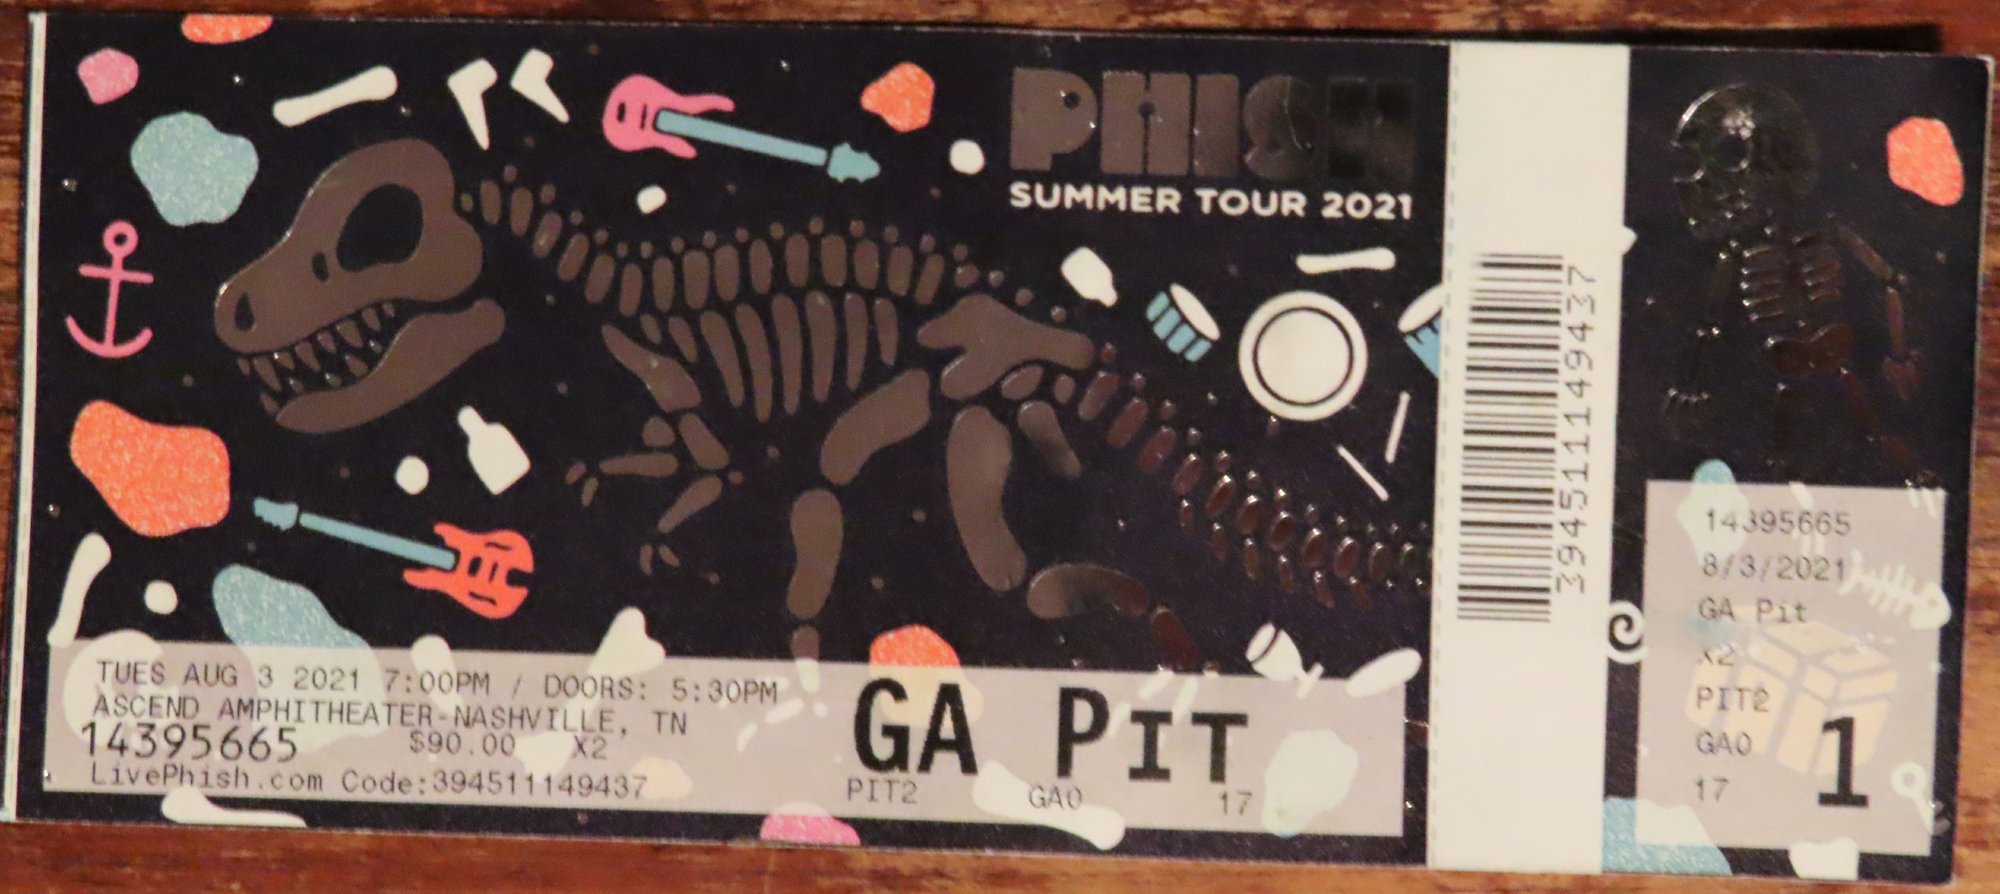 PHISH
SUMMER TOUR 2021
TUES AUG 3 2021 7:00PM / DOORS: 5:30PM
ASCEND AMPHITHEATER-NASHVILLE, TN
14395665 $90.00 X2
LivePhish.com Code:394511149437
GA PIT
PIT2 GA0 17
394511149437
14395665
8/3/2021
GA Pit
x2
PIT2
GA0
17 1